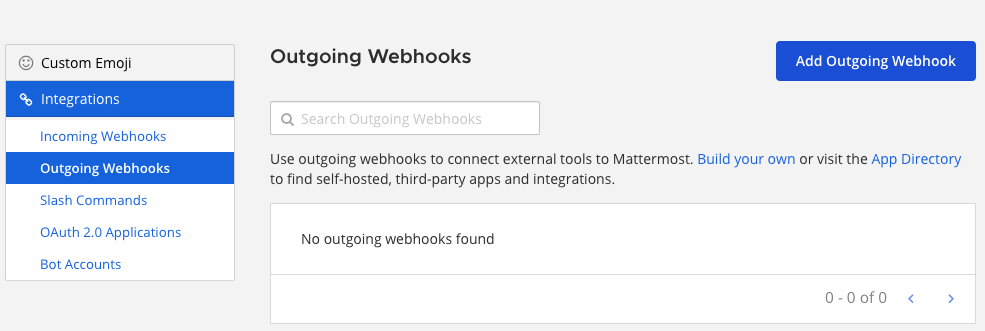 Custom Emoji
Integrations
Incoming Webhooks
Outgoing Webhooks
Slash Commands
OAuth 2.0 Applications
Bot Accounts
Outgoing Webhooks
Add Outgoing Webhook
Search Outgoing Webhooks
Use outgoing webhooks to connect external tools to Mattermost. Build your own or visit the App Directory
to find self-hosted, third-party apps and integrations.
No outgoing webhooks found
0 - 0 of 0